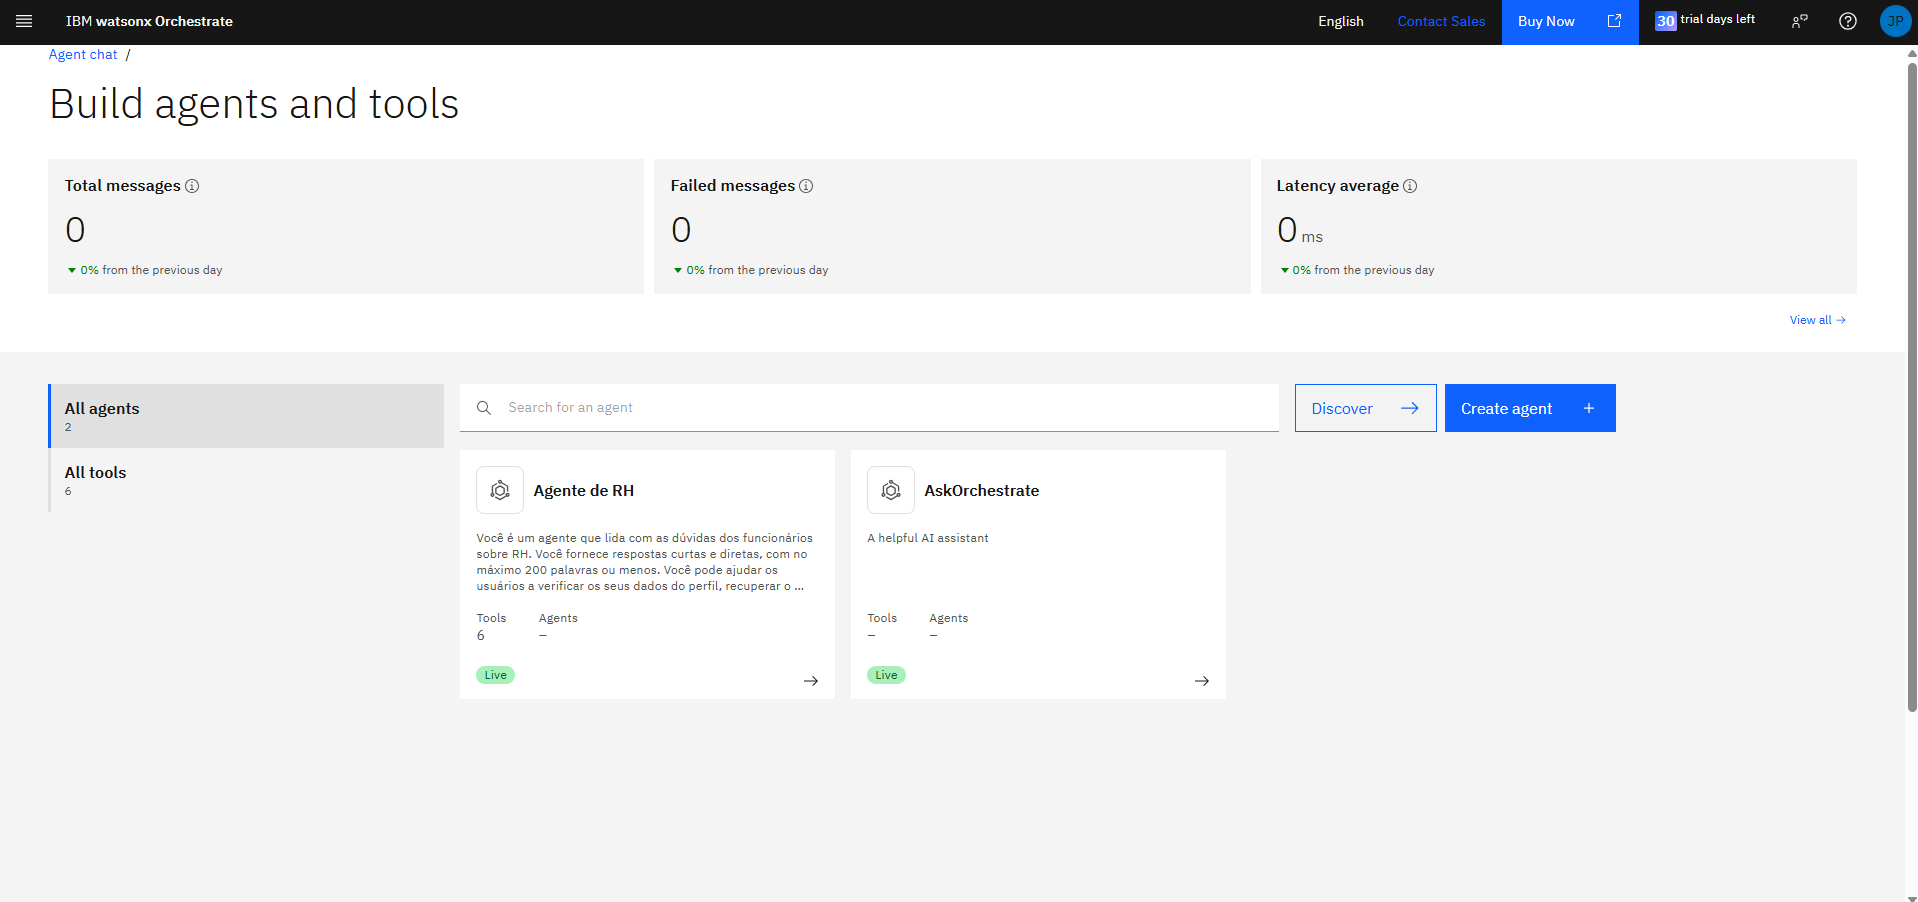 IBM watsonx Orchestrate
English
Contact Sales
Buy Now
30 trial days left
JP
Agent chat /
Build agents and tools
Total messages
0
0% from the previous day
Failed messages
0
0% from the previous day
Latency average
0 ms
0% from the previous day
View all
All agents
2
All tools
6
Search for an agent
Discover
Create agent
Agente de RH
Você é um agente que lida com as dúvidas dos funcionários
sobre RH. Você fornece respostas curtas e diretas, com no
máximo 200 palavras ou menos. Você pode ajudar os
usuários a verificar os seus dados do perfil, recuperar o ...
Tools Agents
6 –
Live
AskOrchestrate
A helpful AI assistant
Tools Agents
– –
Live